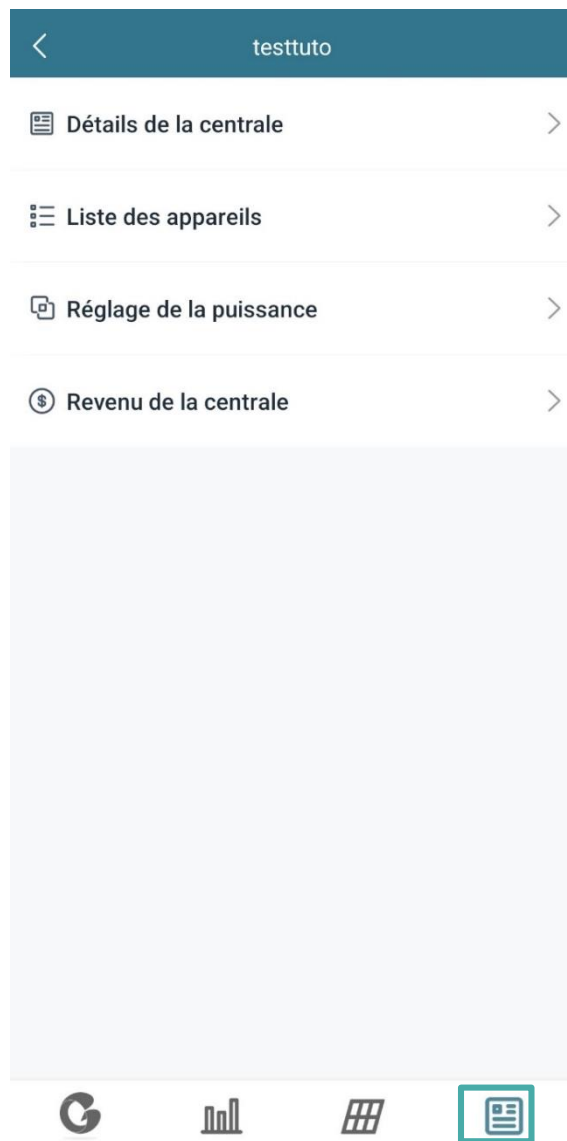 testtuto
Détails de la centrale
Liste des appareils
Réglage de la puissance
Revenu de la centrale